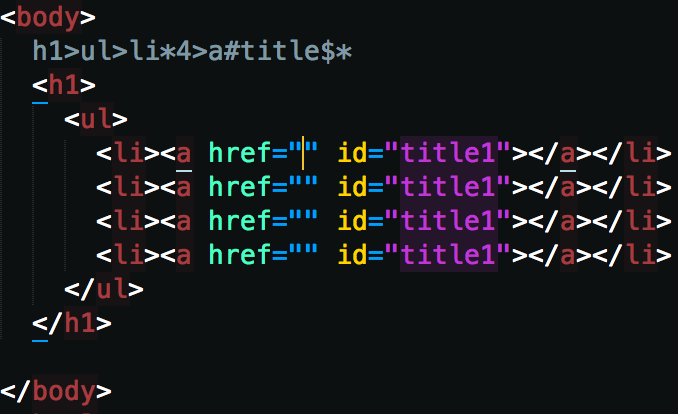 <body>
h1>ul>li*4>a#title$*
<h1>
<ul>
<li><a href="" id="title1"></a></li>
<li><a href="" id="title1"></a></li>
<li><a href="" id="title1"></a></li>
<li><a href="" id="title1"></a></li>
</ul>
</h1>
</body>